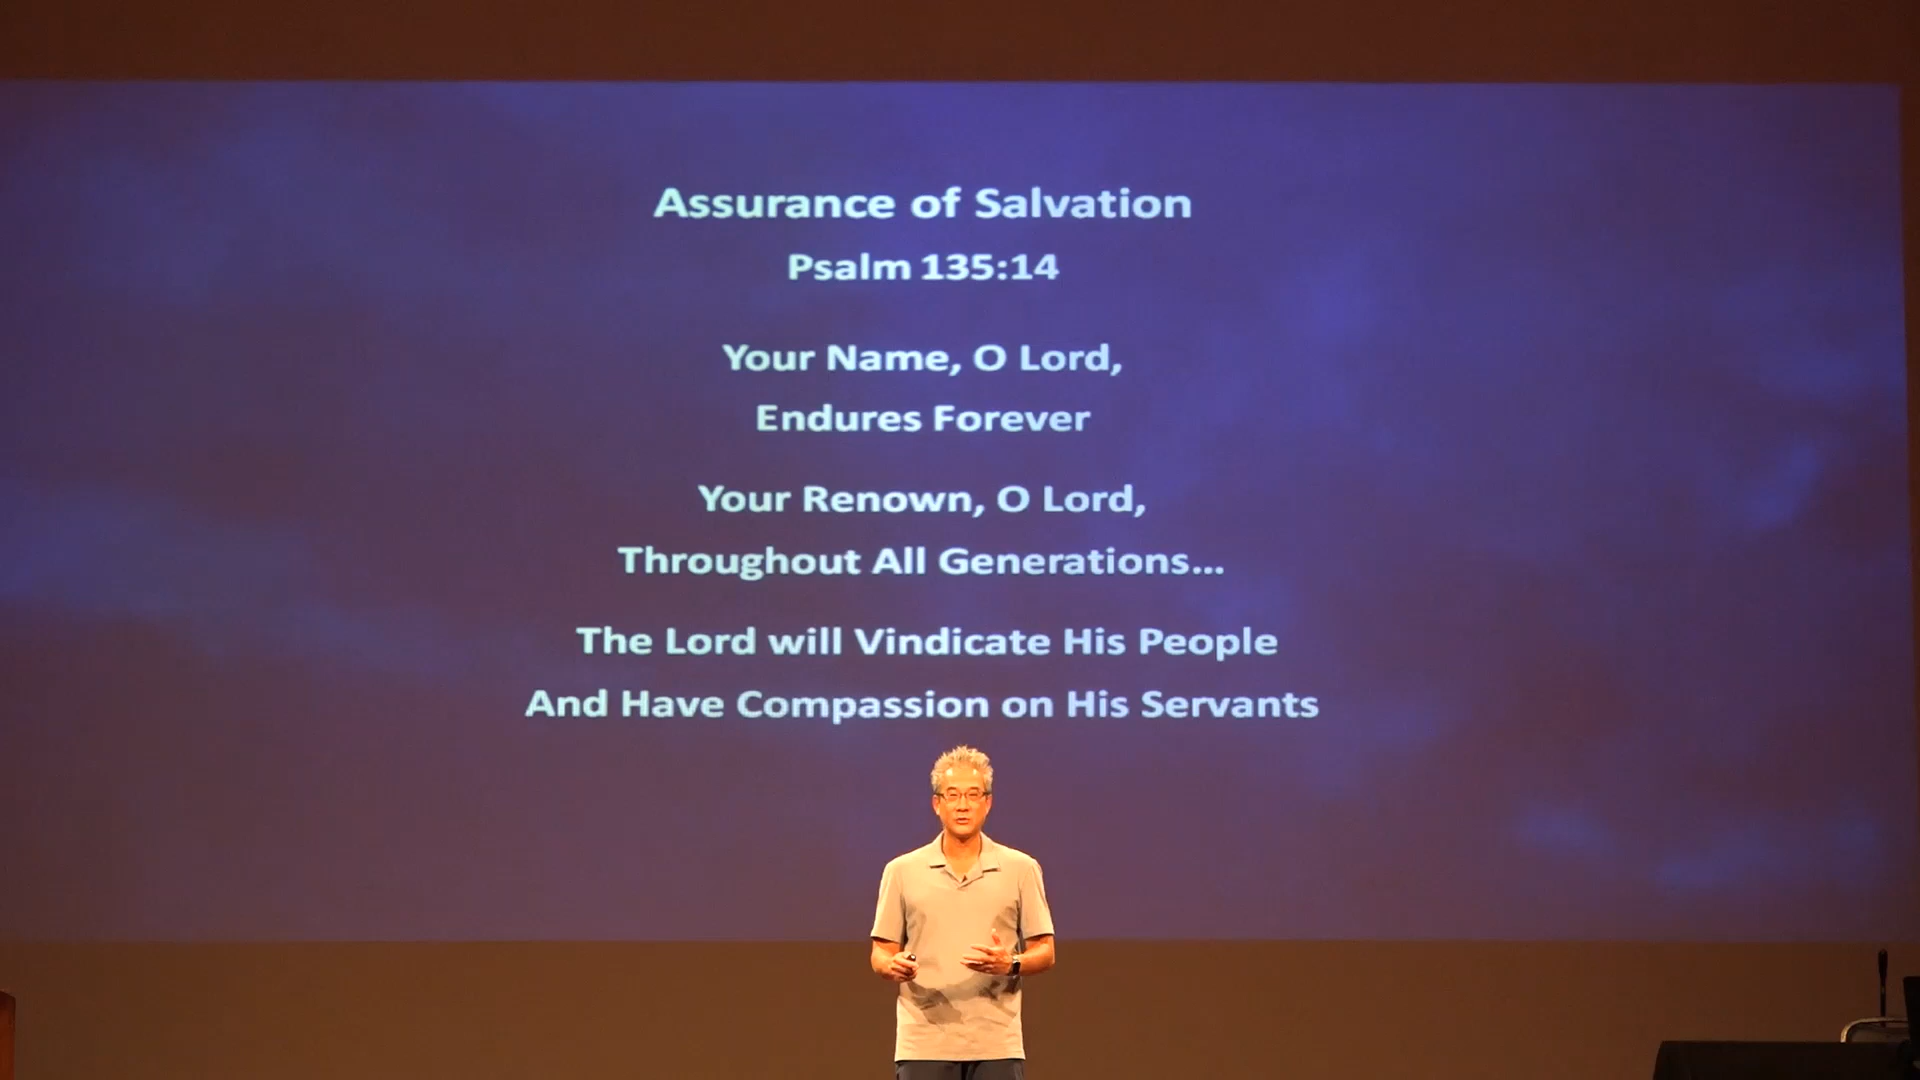 Assurance of Salvation
Psalm 135:14
Your Name, O Lord,
Endures Forever
Your Renown, O Lord,
Throughout All Generations...
The Lord will Vindicate His People
And Have Compassion on His Servants